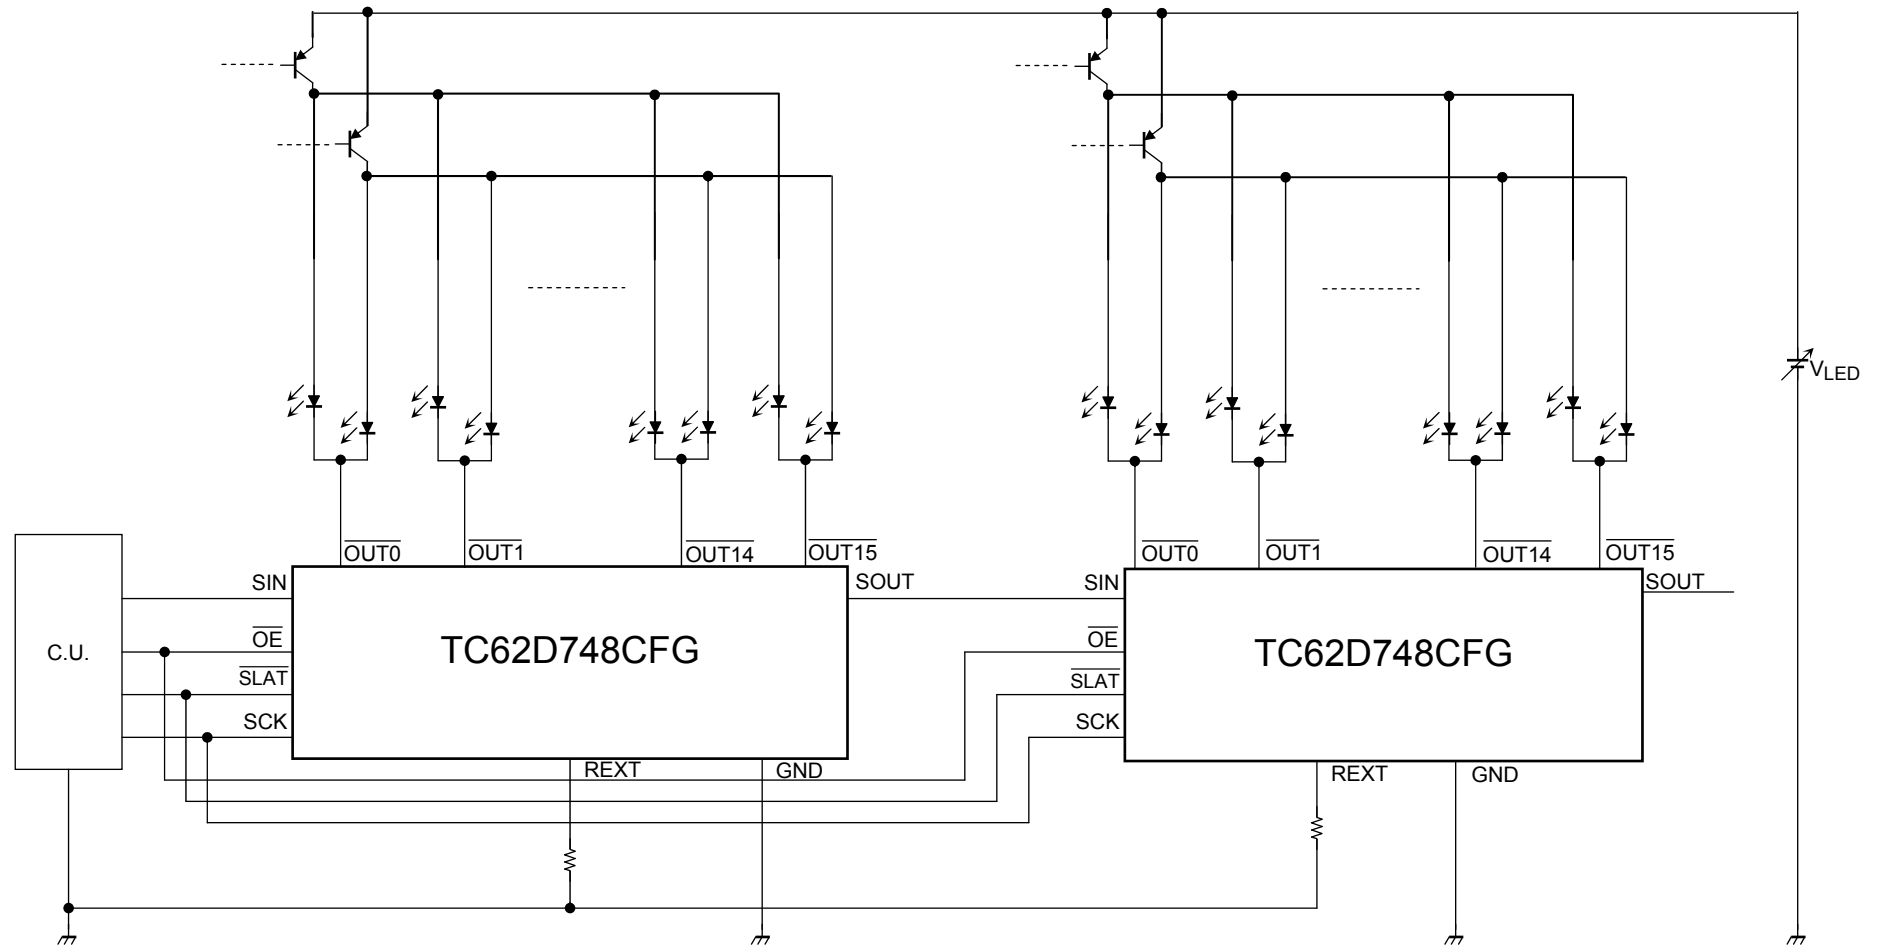 VLED
OUT0
OUT1
OUT14
OUT15
OUT0
OUT1
OUT14
OUT15
SIN
SOUT
SIN
SOUT
C.U.
OE
TC62D748CFG
OE
TC62D748CFG
SLAT
SLAT
SCK
SCK
REXT
GND
REXT
GND